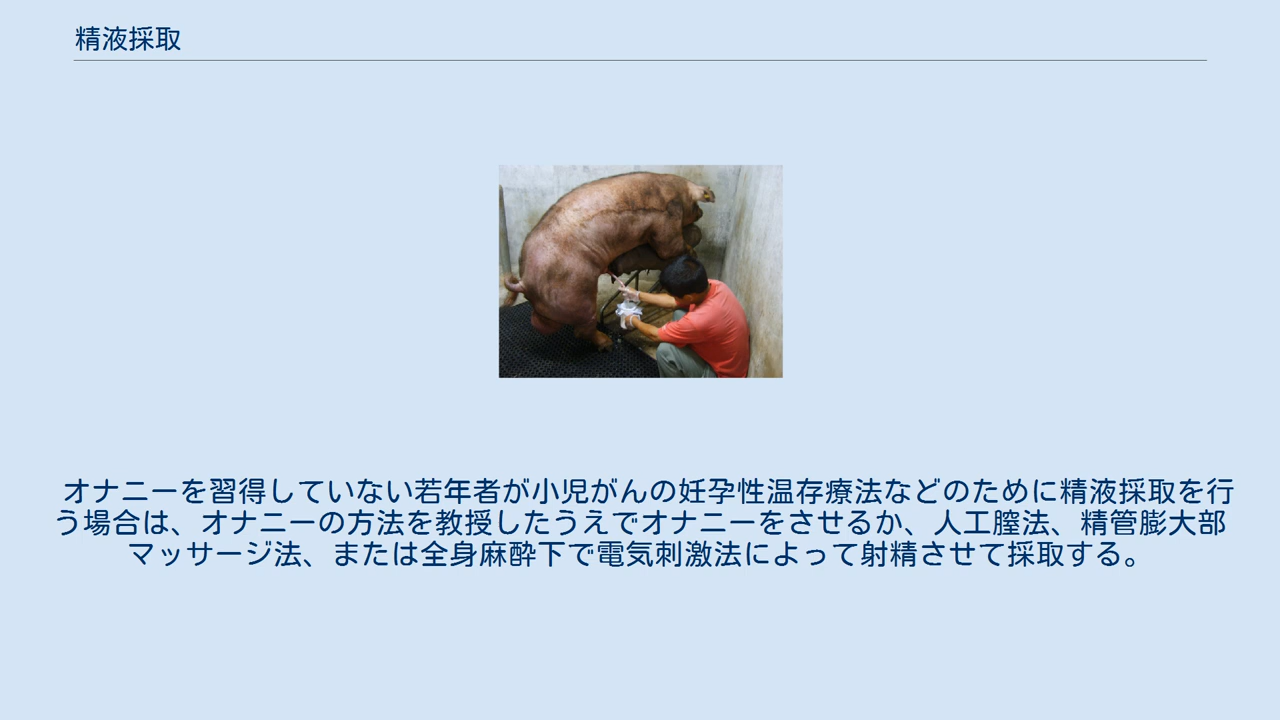 精液採取
オナニーを習得していない若年者が小児がんの妊孕性温存療法などのために精液採取を行
う場合は、オナニーの方法を教授したうえでオナニーをさせるか、人工膣法、精管膨大部
マッサージ法、または全身麻酔下で電気刺激法によって射精させて採取する。